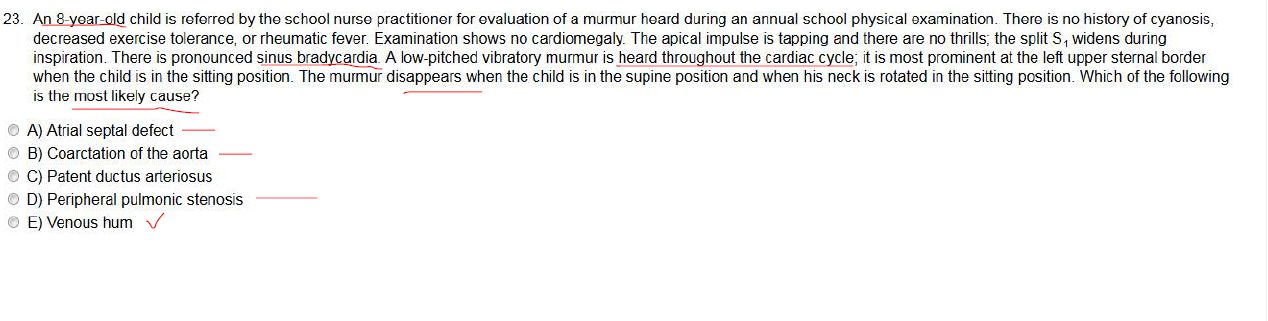 23. An 8-year-old child is referred by the school nurse practitioner for evaluation of a murmur heard during an annual school physical examination. There is no history of cyanosis,
decreased exercise tolerance, or rheumatic fever. Examination shows no cardiomegaly. The apical impulse is tapping and there are no thrills; the split S₁ widens during
inspiration. There is pronounced sinus bradycardia. A low-pitched vibratory murmur is heard throughout the cardiac cycle; it is most prominent at the left upper sternal border
when the child is in the sitting position. The murmur disappears when the child is in the supine position and when his neck is rotated in the sitting position. Which of the following
is the most likely cause?
A) Atrial septal defect
B) Coarctation of the aorta
C) Patent ductus arteriosus
D) Peripheral pulmonic stenosis
E) Venous hum